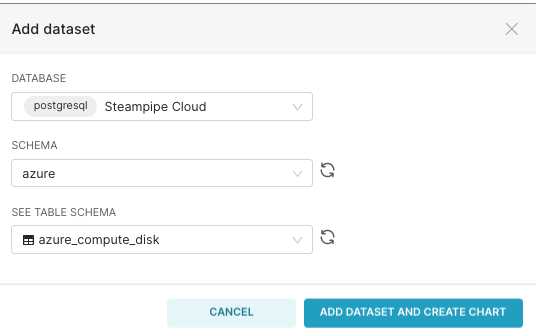 Add dataset
DATABASE
postgresql Steampipe Cloud
SCHEMA
azure
SEE TABLE SCHEMA
azure_compute_disk
CANCEL
ADD DATASET AND CREATE CHART